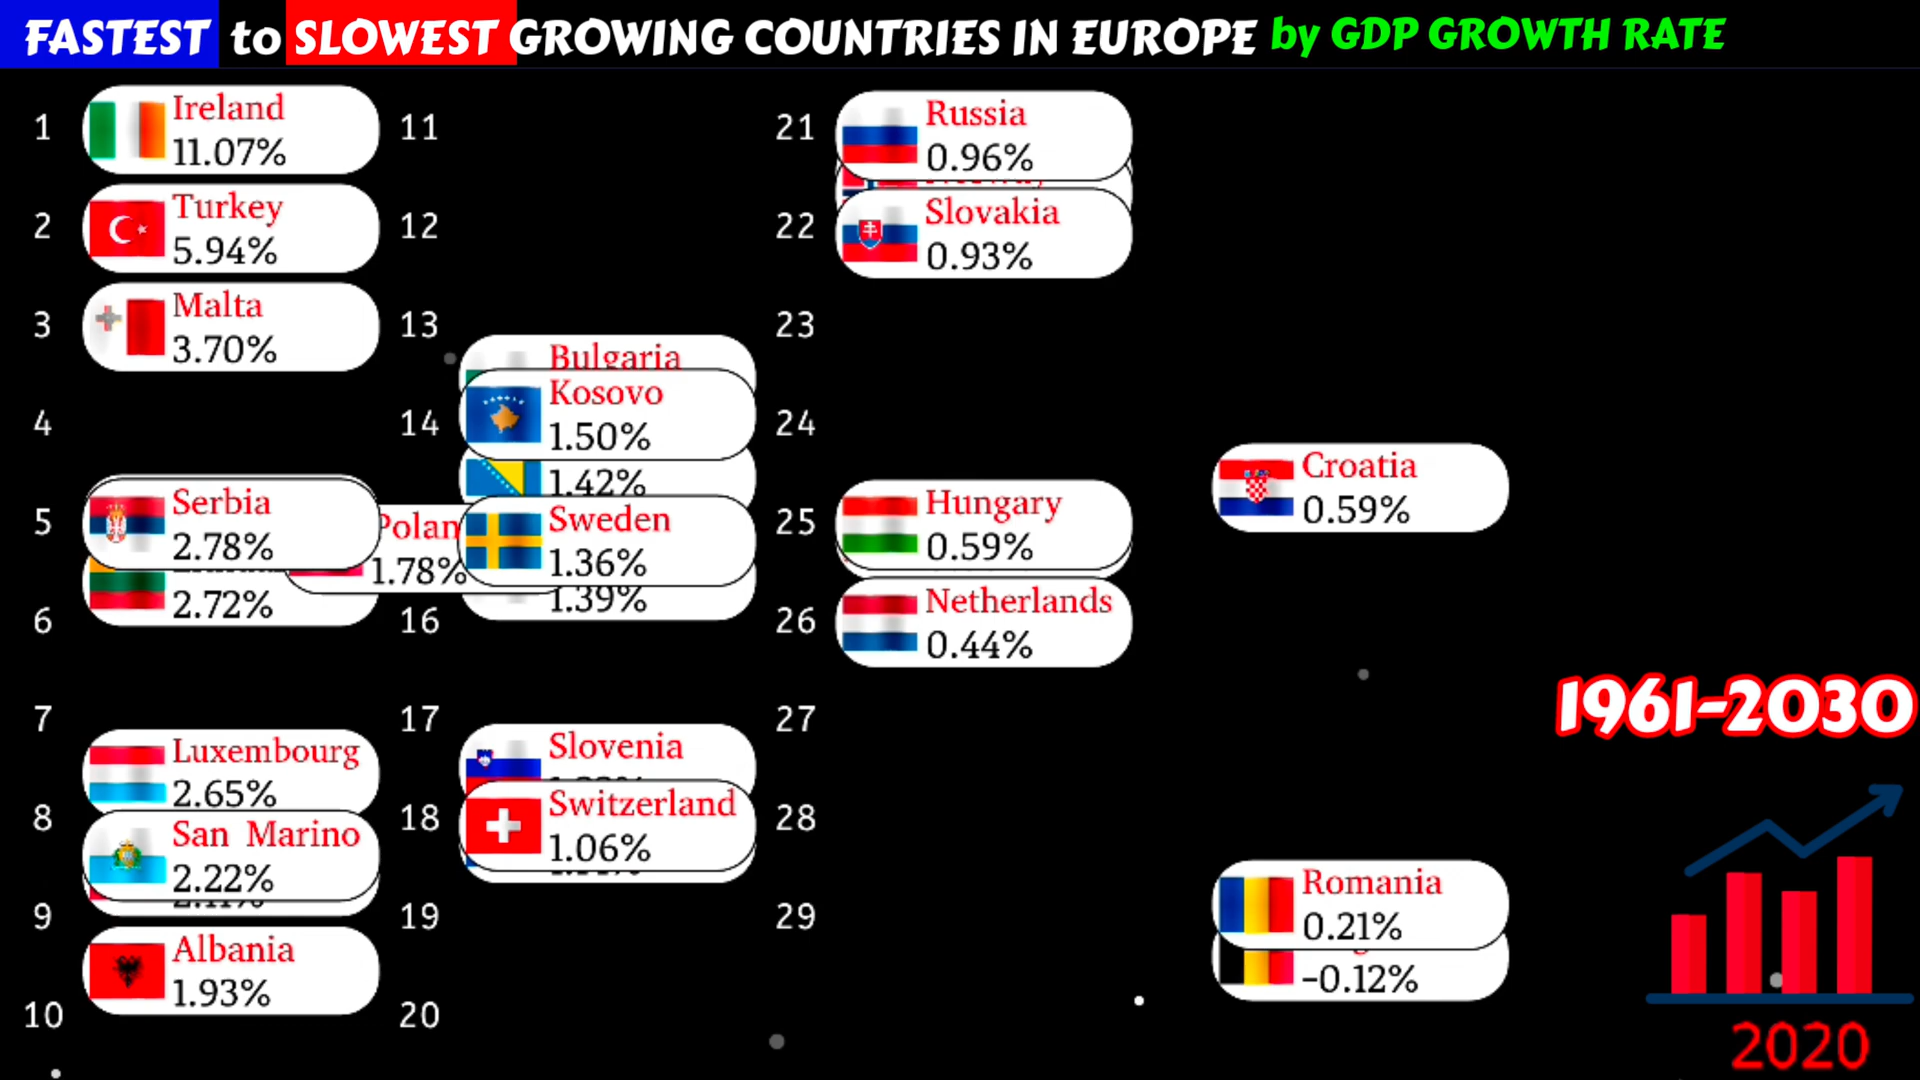 FASTEST to SLOWEST GROWING COUNTRIES IN EUROPE by GDP GROWTH RATE
1
Ireland
11.07%
2
Turkey
5.94%
3
Malta
3.70%
4
5
Serbia
2.78%
2.72%
6
7
Luxembourg
2.65%
8
San Marino
2.22%
9
Albania
1.93%
10
Polan
1.78%
11
12
13
Bulgaria
14
Kosovo
1.50%
1.42%
Sweden
1.36%
1.39%
16
17
Slovenia
18
Switzerland
1.06%
19
20
21
Russia
0.96%
22
Slovakia
0.93%
23
24
25
Hungary
0.59%
26
Netherlands
0.44%
27
28
29
Croatia
0.59%
Romania
0.21%
-0.12%
1961-2030
2020